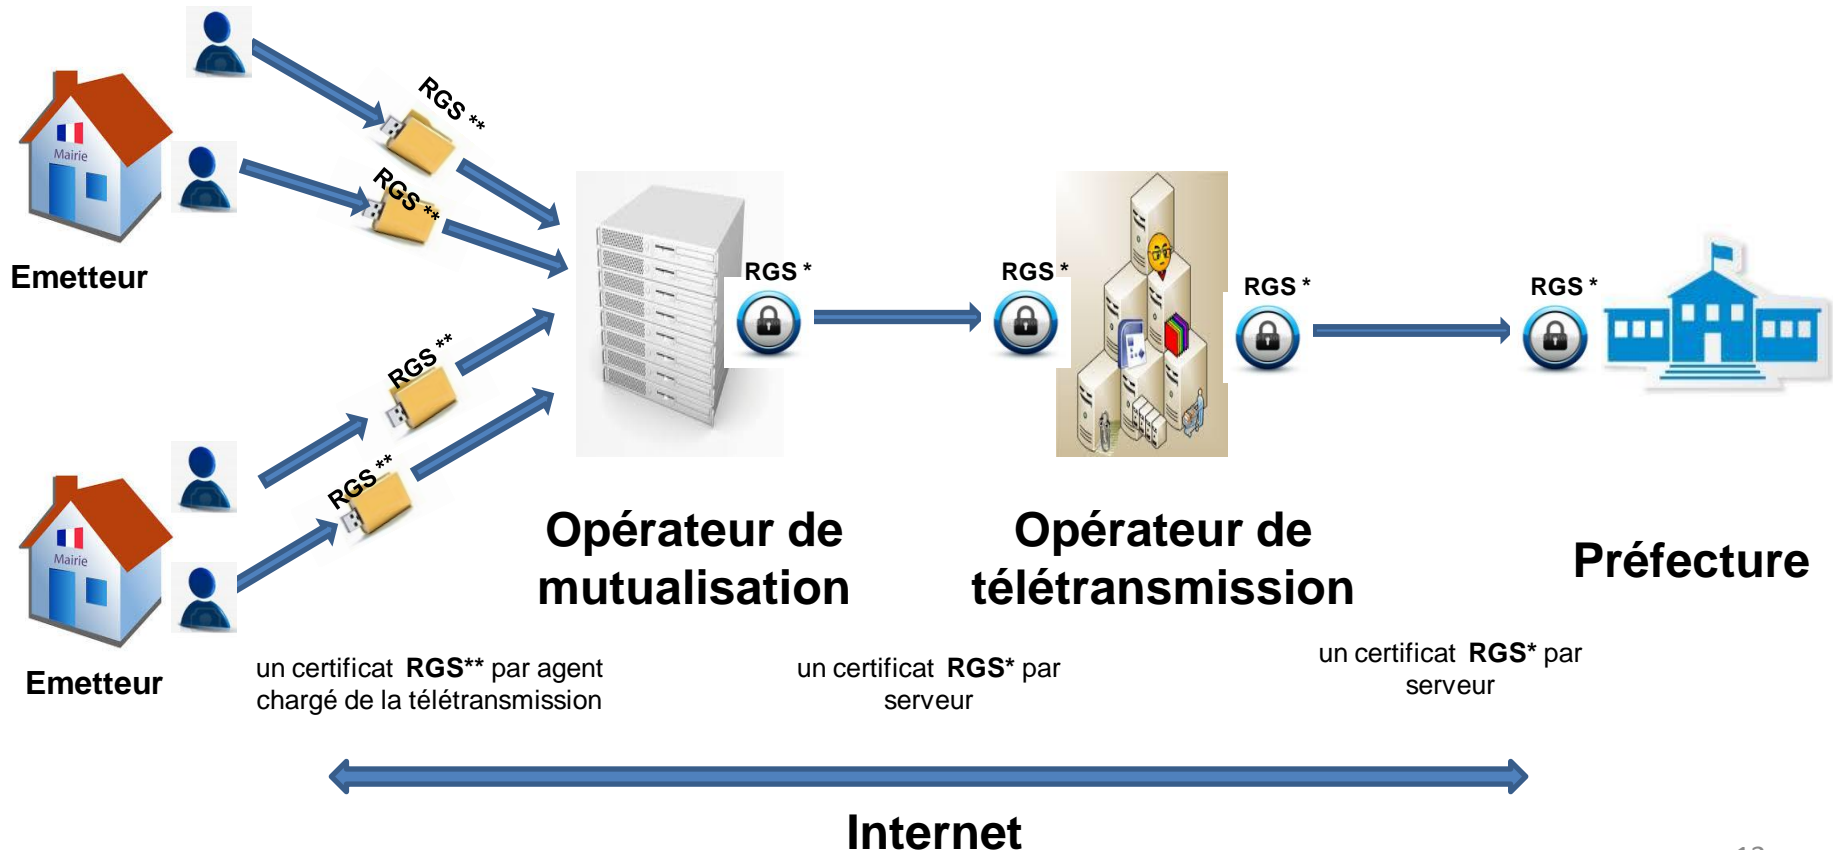 RGS **
Mairie
RGS **
Emetteur
RGS *
RGS *
RGS *
RGS *
RGS **
RGS **
Mairie
Emetteur
Opérateur de
mutualisation
Opérateur de
télétransmission
Préfecture
un certificat RGS** par agent
chargé de la télétransmission
un certificat RGS* par
serveur
un certificat RGS* par
serveur
Internet